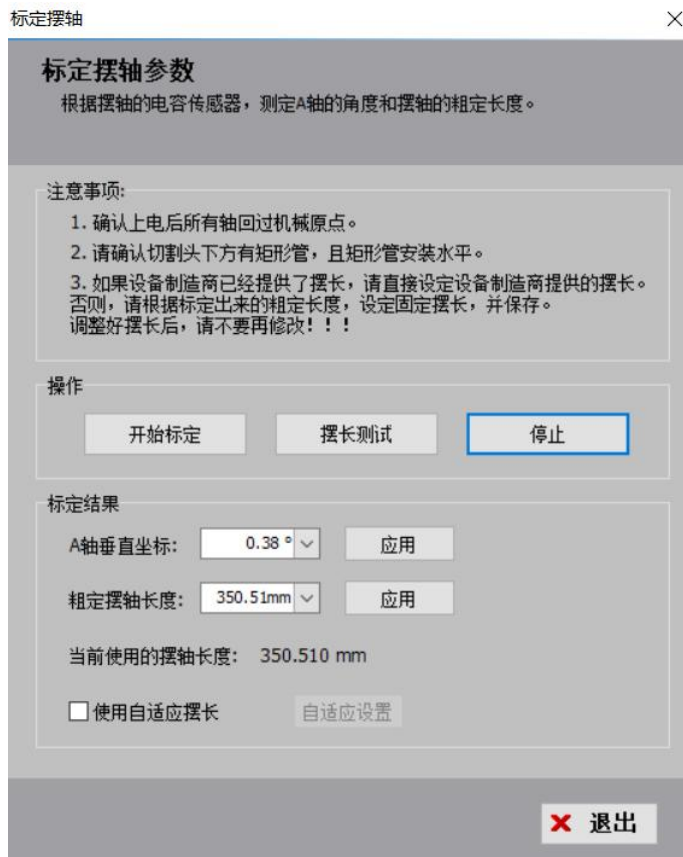 标定摆轴
标定摆轴参数
根据摆轴的电容传感器，测定A轴的角度和摆轴的粗定长度。
注意事项:
1. 确认上电后所有轴回过机械原点。
2. 请确认切割头下方有矩形管，且矩形管安装水平。
3. 如果设备制造商已经提供了摆长，请直接设定设备制造商提供的摆长。
否则，请根据标定出来的粗定长度，设定固定摆长，并保存。
调整好摆长后，请不要再修改！！！
操作
开始标定 摆长测试 停止
标定结果
A轴垂直坐标: 0.38 ° 应用
粗定摆轴长度: 350.51mm 应用
当前使用的摆轴长度: 350.510 mm
使用自适应摆长 自适应设置
退出